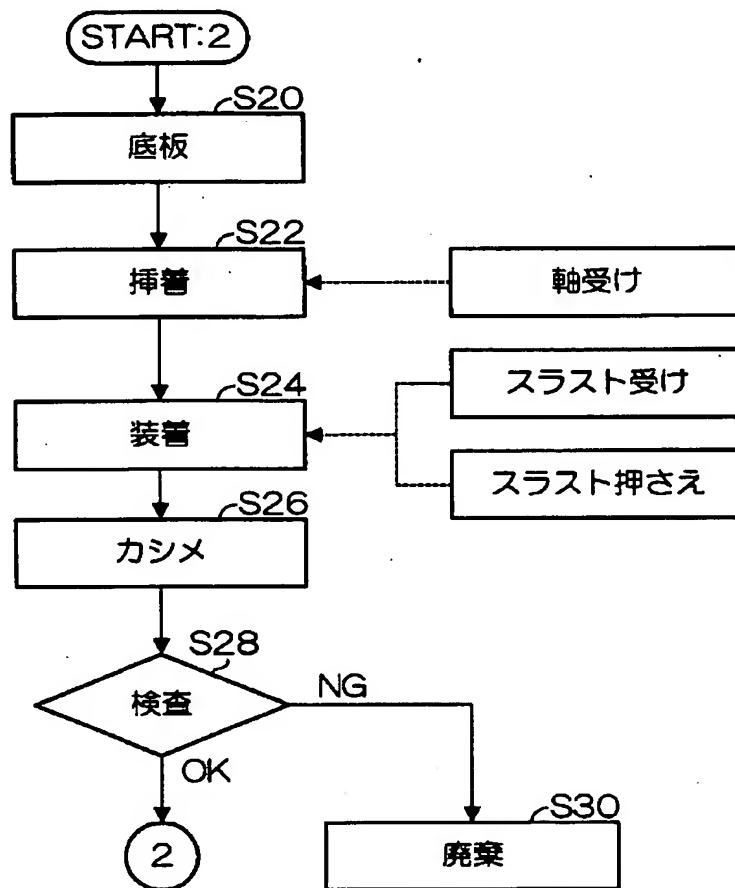 START:2
S20
底板
S22
挿着
軸受け
S24
装着
スラスト受け
スラスト押さえ
S26
カシメ
S28
検査
NG
OK
S30
2
廃棄